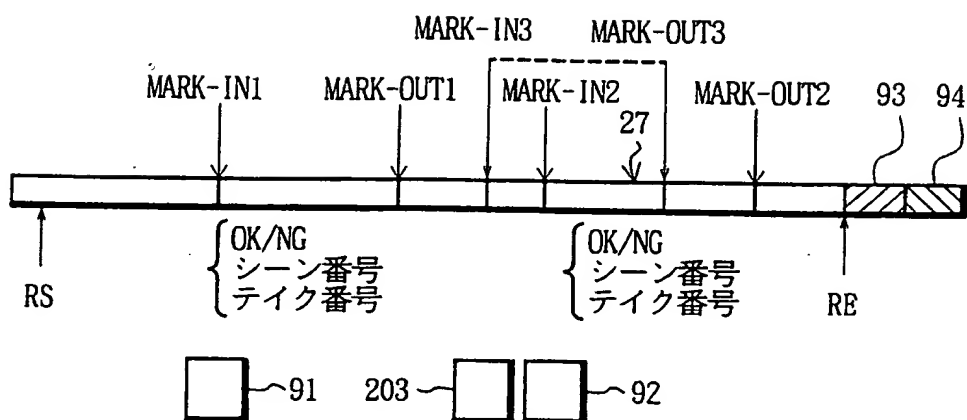 MARK-IN3 MARK-OUT3
MARK-IN1 MARK-OUT1 MARK-IN2 MARK-OUT2 93 94
27
OK/NG
シーン番号
テイク番号
OK/NG
シーン番号
テイク番号
RS RE
91 203 92